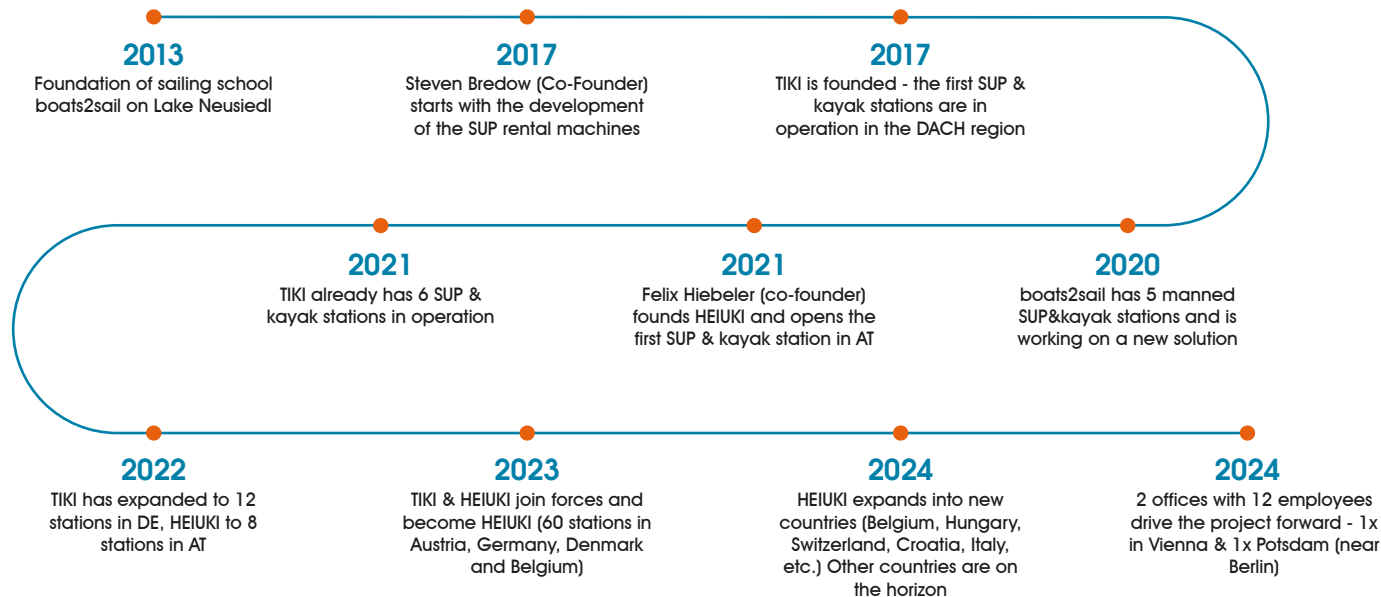 2013
Foundation of sailing school
boats2sail on Lake Neusiedl
2017
Steven Bredow (Co-Founder)
starts with the development
of the SUP rental machines
2017
TIKI is founded - the first SUP &
kayak stations are in
operation in the DACH region
2020
boats2sail has 5 manned
SUP&kayak stations and is
working on a new solution
2021
Felix Hiebeler (co-founder)
founds HEIUKI and opens the
first SUP & kayak station in AT
2021
TIKI already has 6 SUP &
kayak stations in operation
2022
TIKI has expanded to 12
stations in DE, HEIUKI to 8
stations in AT
2023
TIKI & HEIUKI join forces and
become HEIUKI (60 stations in
Austria, Germany, Denmark
and Belgium)
2024
HEIUKI expands into new
countries (Belgium, Hungary,
Switzerland, Croatia, Italy,
etc.) Other countries are on
the horizon
2024
2 offices with 12 employees
drive the project forward - 1x
in Vienna & 1x Potsdam (near
Berlin)